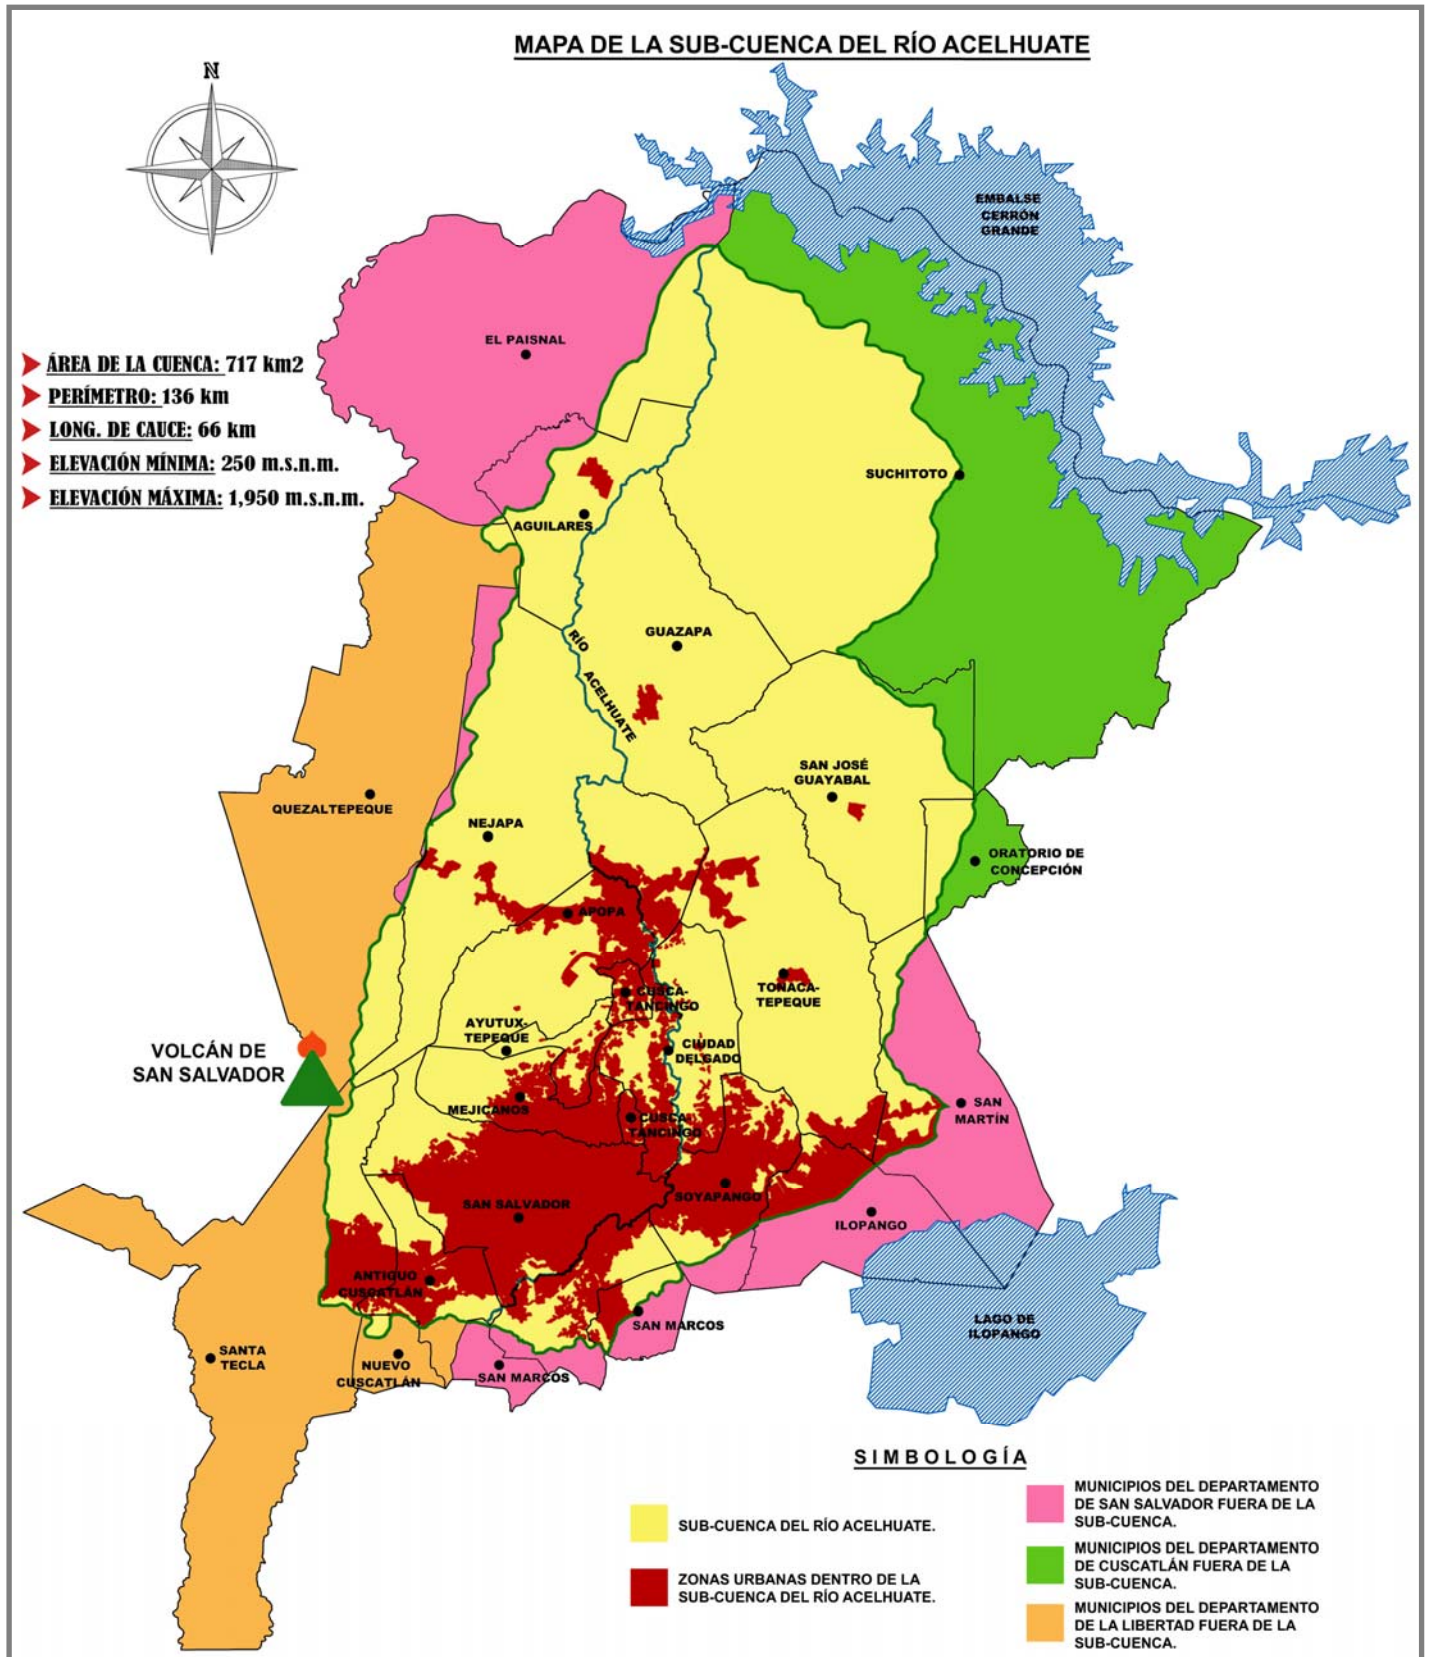 MAPA DE LA SUB-CUENCA DEL RÍO ACELHUATE
N
EMBALSE
CERRÓN
GRANDE
EL PAISNAL
ÁREA DE LA CUENCA: 717 km2
PERÍMETRO: 136 km
LONG. DE CAUCE: 66 km
ELEVACIÓN MÍNIMA: 250 m.s.n.m.
ELEVACIÓN MÁXIMA: 1,950 m.s.n.m.
SUCHITOTO
AGUILARES
GUAZAPA
RÍO
ACELHUATE
SAN JOSÉ
GUAYABAL
QUEZALTEPEQUE
NEJAPA
ORATORIO DE
CONCEPCIÓN
APOPA
TONACA-
TEPEQUE
CUSCA-
TANCINGO
AYUTUX-
TEPEQUE
CIUDAD
DELGADO
VOLCÁN DE
SAN SALVADOR
MEJICANOS
CUSCA-
TANCINGO
SAN
MARTÍN
SAN SALVADOR
SOYAPANGO
ILOPANGO
ANTIGUO
CUSCATLÁN
SAN MARCOS
LAGO DE
ILOPANGO
SANTA
TECLA
NUEVO
CUSCATLÁN
SAN MARCOS
SIMBOLOGÍA
SUB-CUENCA DEL RÍO ACELHUATE.
ZONAS URBANAS DENTRO DE LA
SUB-CUENCA DEL RÍO ACELHUATE.
MUNICIPIOS DEL DEPARTAMENTO
DE SAN SALVADOR FUERA DE LA
SUB-CUENCA.
MUNICIPIOS DEL DEPARTAMENTO
DE CUSCATLÁN FUERA DE LA
SUB-CUENCA.
MUNICIPIOS DEL DEPARTAMENTO
DE LA LIBERTAD FUERA DE LA
SUB-CUENCA.